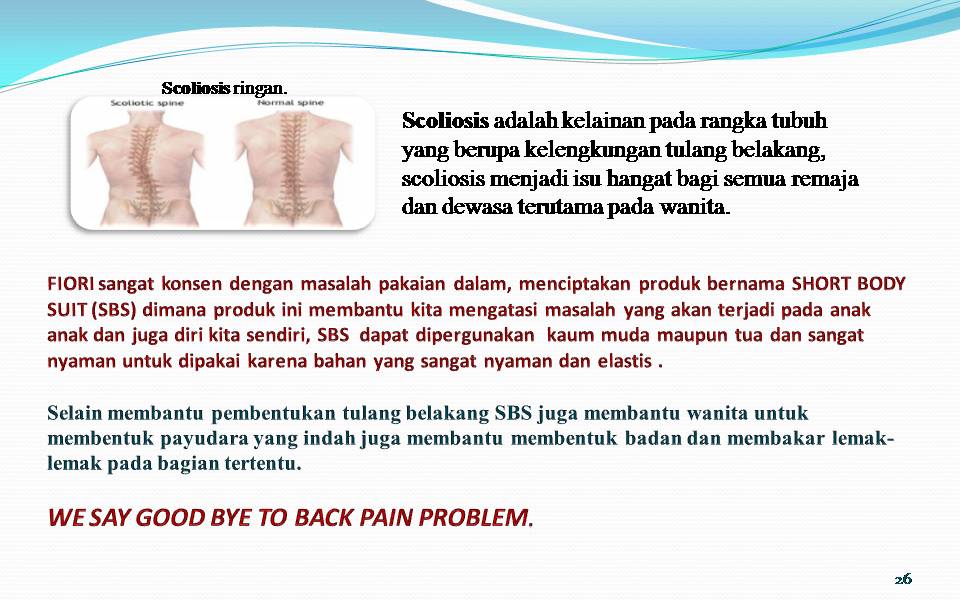 Scoliosis ringan.
Scoliotic spine
Normal spine
Scoliosis adalah kelainan pada rangka tubuh
yang berupa kelengkungan tulang belakang,
scoliosis menjadi isu hangat bagi semua remaja
dan dewasa terutama pada wanita.
FIORI sangat konsen dengan masalah pakaian dalam, menciptakan produk bernama SHORT BODY
SUIT (SBS) dimana produk ini membantu kita mengatasi masalah yang akan terjadi pada anak
anak dan juga diri kita sendiri, SBS dapat dipergunakan kaum muda maupun tua dan sangat
nyaman untuk dipakai karena bahan yang sangat nyaman dan elastis .
Selain membantu pembentukan tulang belakang SBS juga membantu wanita untuk
membentuk payudara yang indah juga membantu membentuk badan dan membakar lemak-
lemak pada bagian tertentu.
WE SAY GOOD BYE TO BACK PAIN PROBLEM.
26